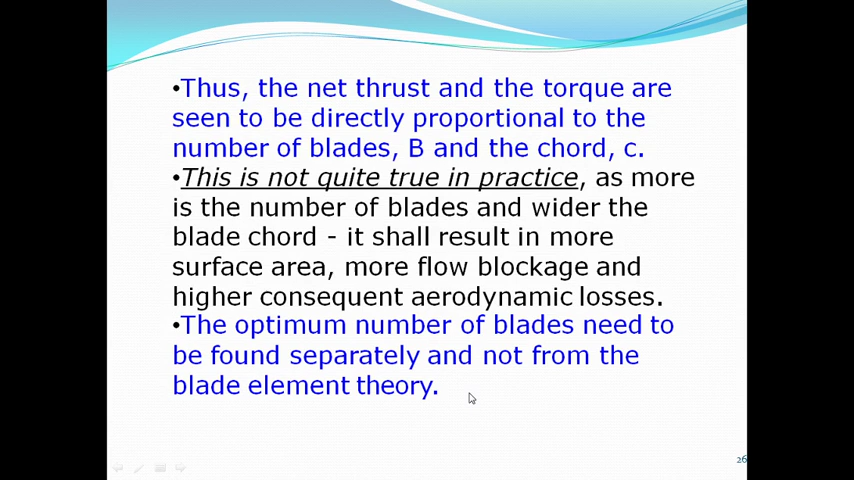 •Thus, the net thrust and the torque are
seen to be directly proportional to the
number of blades, B and the chord, c.
•This is not quite true in practice, as more
is the number of blades and wider the
blade chord - it shall result in more
surface area, more flow blockage and
higher consequent aerodynamic losses.
•The optimum number of blades need to
be found separately and not from the
blade element theory.
26